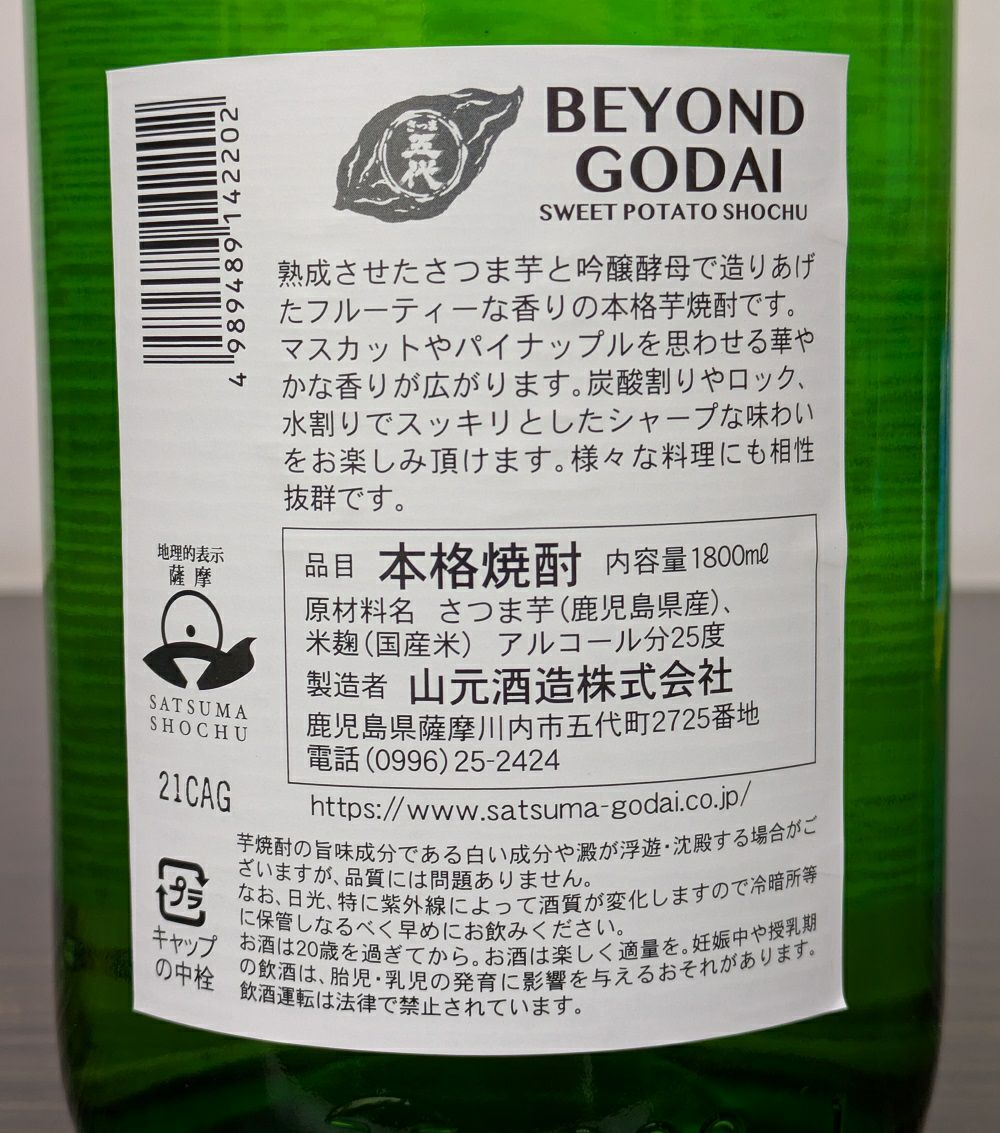 さつま
五代
BEYOND
GODAI
SWEET POTATO SHOCHU
4 989489 142202
熟成させたさつま芋と吟醸酵母で造りあげ
たフルーティーな香りの本格芋焼酎です。
マスカットやパイナップルを思わせる華や
かな香りが広がります。炭酸割りやロック、
水割りでスッキリとしたシャープな味わい
をお楽しみ頂けます。様々な料理にも相性
抜群です。
地理的表示
薩摩
SATSUMA
SHOCHU
21CAG
品目 本格焼酎 内容量1800㎖
原材料名 さつま芋(鹿児島県産)、
米麹(国産米) アルコール分25度
製造者 山元酒造株式会社
鹿児島県薩摩川内市五代町2725番地
電話(0996)25-2424
https://www.satsuma-godai.co.jp/
プラ
キャップ
の中栓
芋焼酎の旨味成分である白い成分や澱が浮遊・沈殿する場合がご
ざいますが、品質には問題ありません。
なお、日光、特に紫外線によって酒質が変化しますので冷暗所等
に保管しなるべく早めにお飲みください。
お酒は20歳を過ぎてから。お酒は楽しく適量を。妊娠中や授乳期
の飲酒は、胎児・乳児の発育に影響を与えるおそれがあります。
飲酒運転は法律で禁止されています。